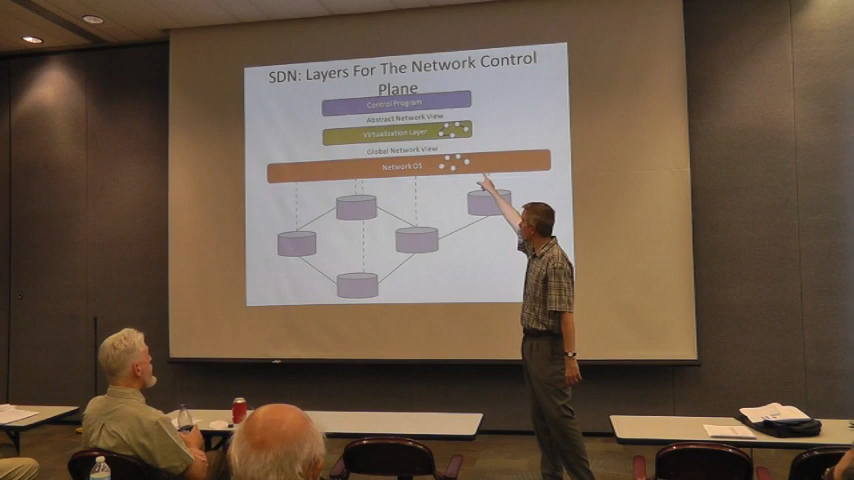 SDN: Layers For The Network Control
Plane
Control Program
Abstract Network View
Virtualization Layer
Global Network View
Network OS